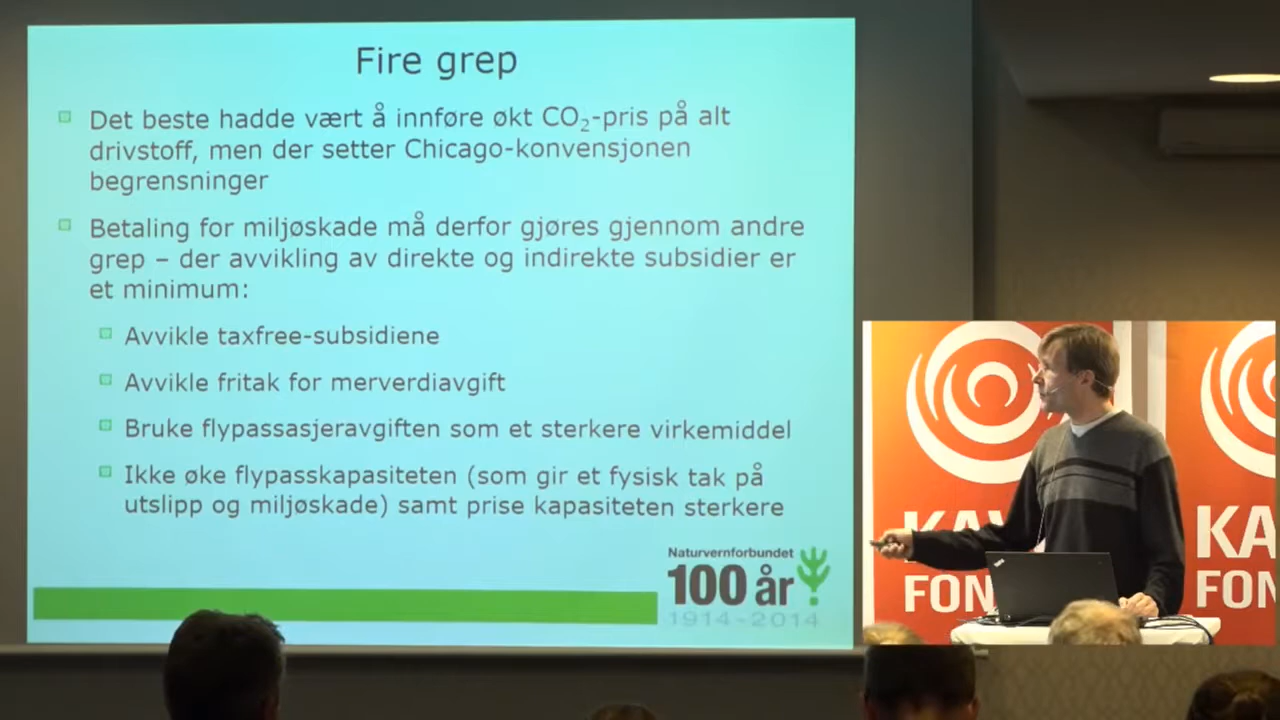 Fire grep
Det beste hadde vært å innføre økt CO₂-pris på alt
drivstoff, men der setter Chicago-konvensjonen
begrensninger
Betaling for miljøskade må derfor gjøres gjennom andre
grep – der avvikling av direkte og indirekte subsidier er
et minimum:
Avvikle taxfree-subsidiene
Avvikle fritak for merverdiavgift
Bruke flypassasjeravgiften som et sterkere virkemiddel
Ikke øke flypasskapasiteten (som gir et fysisk tak på
utslipp og miljøskade) samt prise kapasiteten sterkere
Naturvernforbundet
100 år
1914-2014
KA
FON